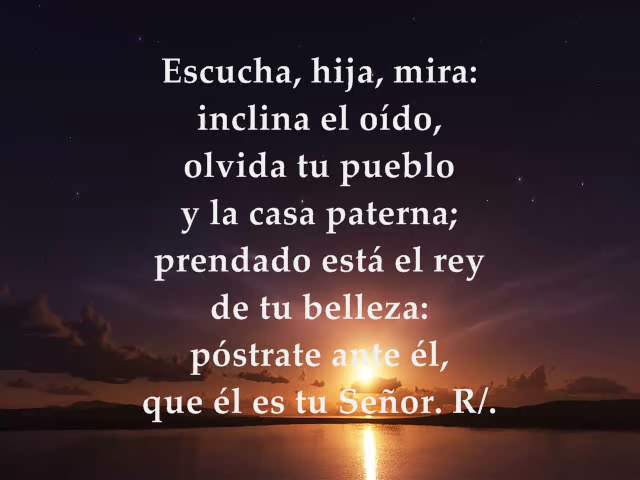 Escucha, hija, mira:
inclina el oído,
olvida tu pueblo
y la casa paterna;
prendado está el rey
de tu belleza:
póstrate ante él,
que él es tu Señor. R/.